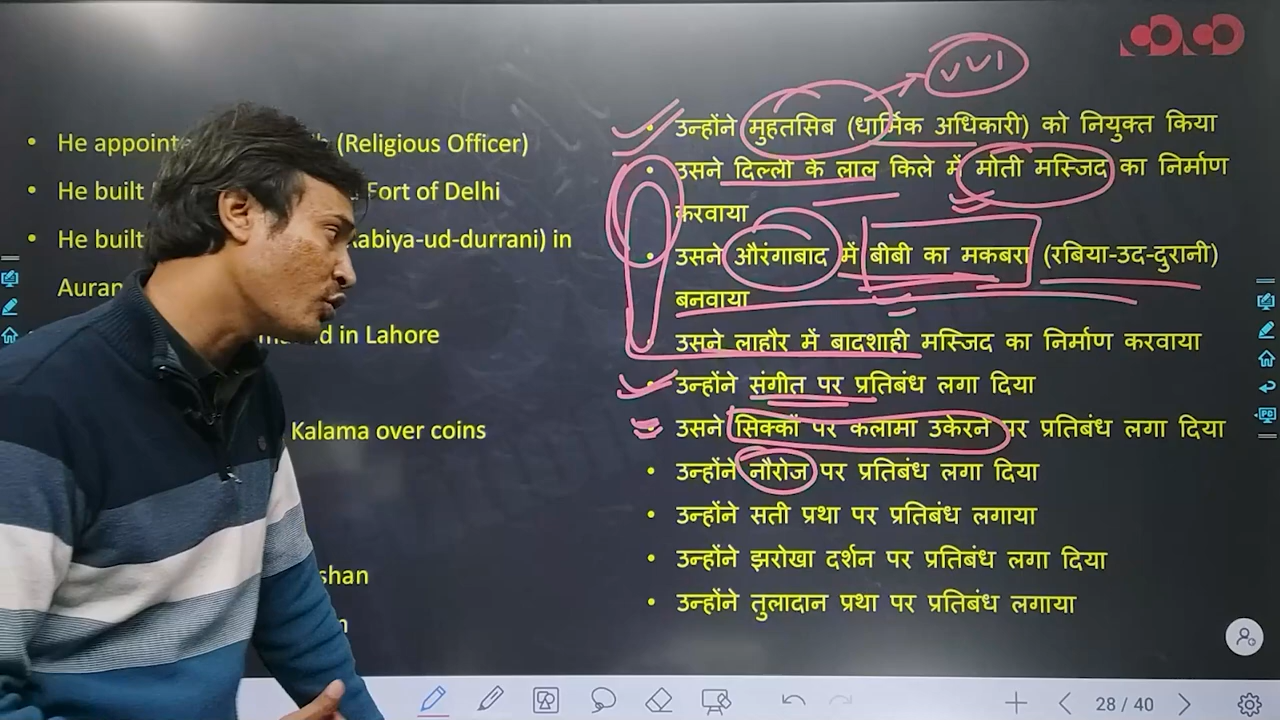 VVI
• He appoint (Religious Officer)
• He built Fort of Delhi
• He built Rabiya-ud-durrani) in
Auran
in Lahore
Kalama over coins
shan
• उन्होंने मुहतसिब (धार्मिक अधिकारी) को नियुक्त किया
• उसने दिल्ली के लाल किले में मोती मस्जिद का निर्माण
करवाया
• उसने औरंगाबाद में बीबी का मकबरा (रबिया-उद-दुरानी)
बनवाया
उसने लाहौर में बादशाही मस्जिद का निर्माण करवाया
• उन्होंने संगीत पर प्रतिबंध लगा दिया
• उसने सिक्कों पर कलामा उकेरने पर प्रतिबंध लगा दिया
• उन्होंने नौरोज पर प्रतिबंध लगा दिया
• उन्होंने सती प्रथा पर प्रतिबंध लगाया
• उन्होंने झरोखा दर्शन पर प्रतिबंध लगा दिया
• उन्होंने तुलादान प्रथा पर प्रतिबंध लगाया
28 / 40